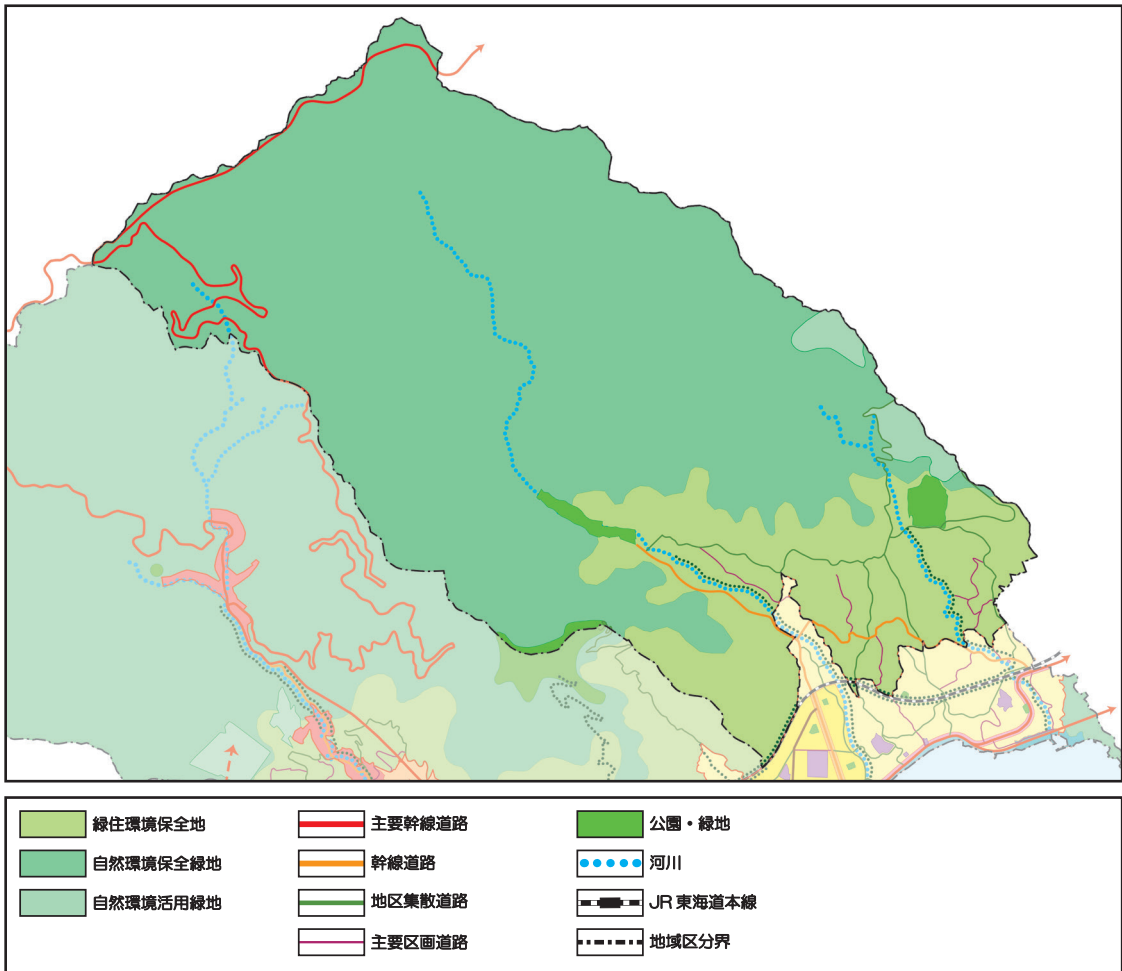 緑住環境保全地
自然環境保全緑地
自然環境活用緑地
主要幹線道路
幹線道路
地区集散道路
主要区画道路
公園・緑地
河川
JR東海道本線
地域区分界